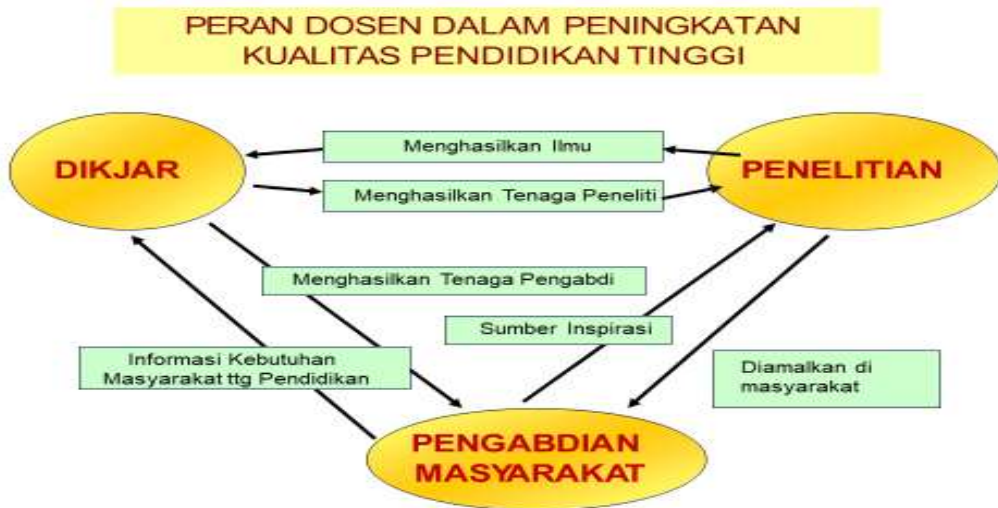 PERAN DOSEN DALAM PENINGKATAN
KUALITAS PENDIDIKAN TINGGI
DIKJAR
Menghasilkan Ilmu
PENELITIAN
Menghasilkan Tenaga Peneliti
Menghasilkan Tenaga Pengabdi
Sumber Inspirasi
Informasi Kebutuhan
Masyarakat ttg Pendidikan
Diamalkan di
masyarakat
PENGABDIAN
MASYARAKAT